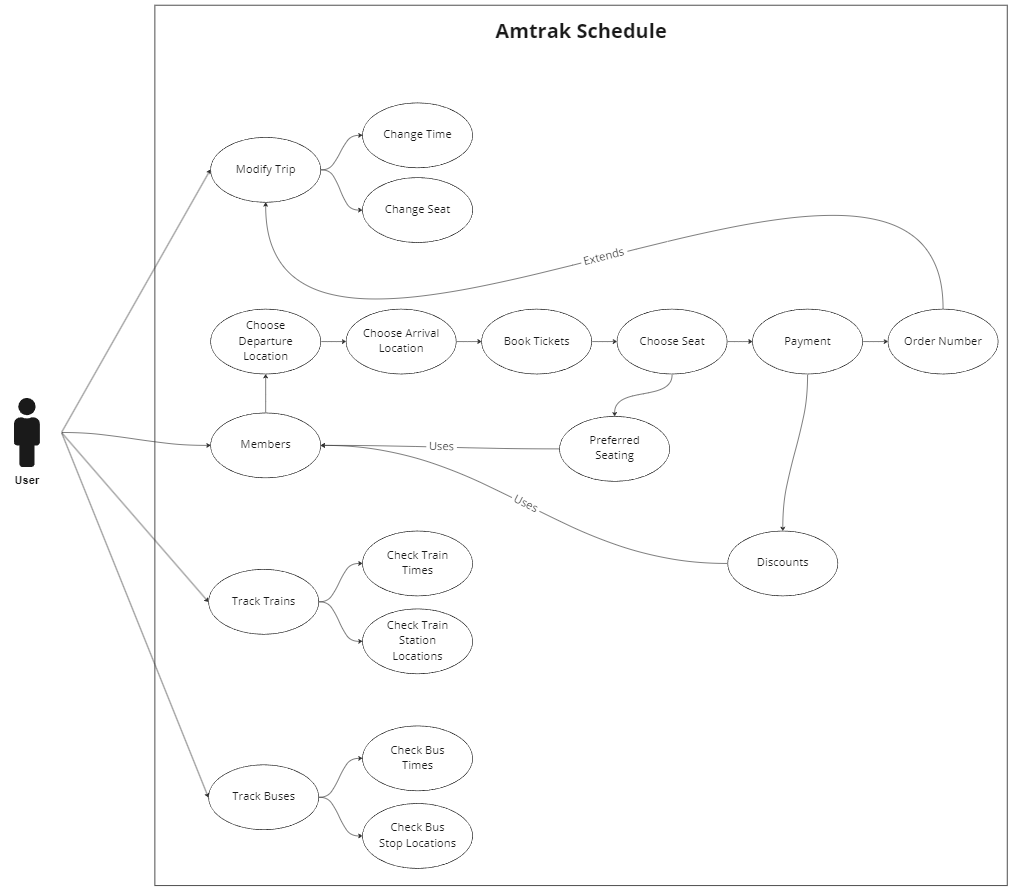 Amtrak Schedule
Change Time
Modify Trip
Change Seat
Extends
Choose
Departure
Location
Choose Arrival
Location
Book Tickets
Choose Seat
Payment
Order Number
User
Members
Uses
Preferred
Seating
Uses
Check Train
Times
Discounts
Track Trains
Check Train
Station
Locations
Check Bus
Times
Track Buses
Check Bus
Stop Locations